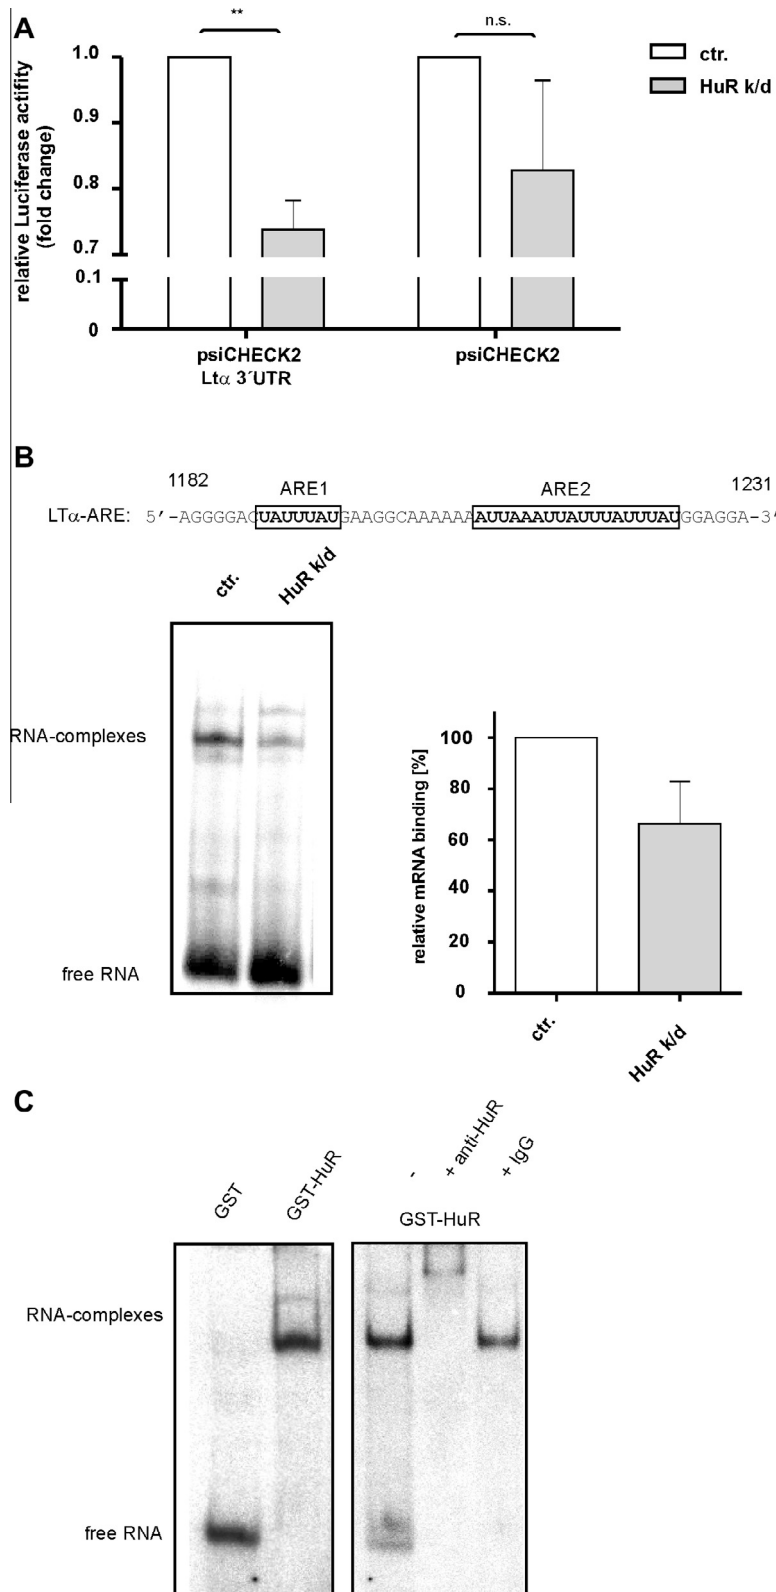 A
**
n.s.
ctr.
HuR k/d
relative Luciferase actifity
(fold change)
1.0
0.9
0.8
0.7
0.1
0
psiCHECK2
Ltα 3´UTR
psiCHECK2
B
1182
ARE1
ARE2
1231
LTα-ARE: 5′-AGGGGAGUAUUUAUGAAGGCAAAAAAAUUAAAUUAUUUAUUUAUGGAGGA-3′
ctr.
HuR k/d
RNA-complexes
free RNA
relative mRNA binding [%]
100
80
60
40
20
0
ctr.
HuR k/d
C
GST
GST-HuR
-
+ anti-HuR
+ IgG
GST-HuR
RNA-complexes
free RNA